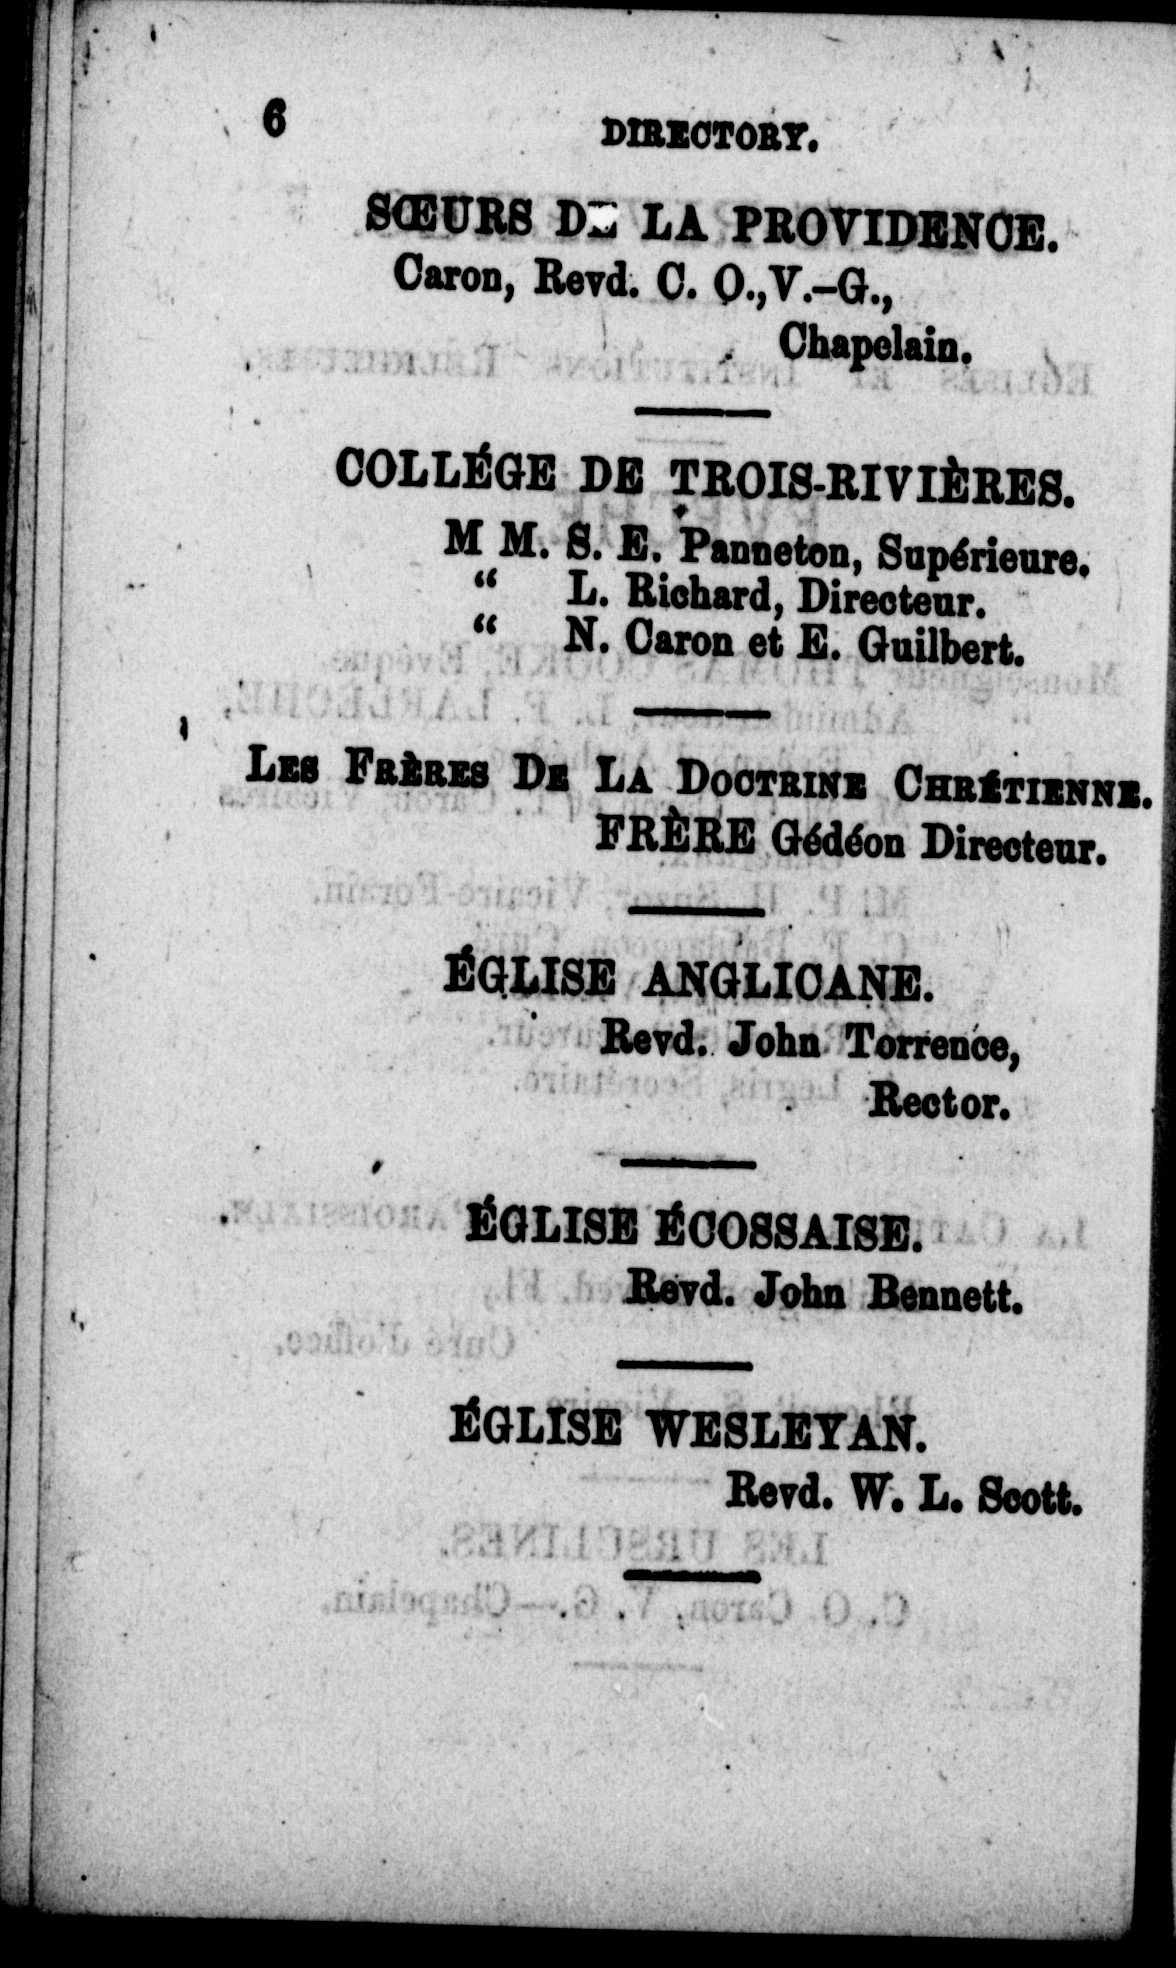 6 DIRECTORY.
SŒURS DE LA PROVIDENCE.
Caron, Revd. C. O., V.-G.,
Chapelain.
COLLÉGE DE TROIS-RIVIÈRES.
M M. S. E. Panneton, Supérieure.
“ L. Richard, Directeur.
“ N. Caron et E. Guilbert.
LES FRÈRES DE LA DOCTRINE CHRÉTIENNE.
FRÈRE Gédéon Directeur.
ÉGLISE ANGLICANE.
Revd. John Torrence,
Rector.
ÉGLISE ÉCOSSAISE.
Revd. John Bennett.
ÉGLISE WESLEYAN.
Revd. W. L. Scott.